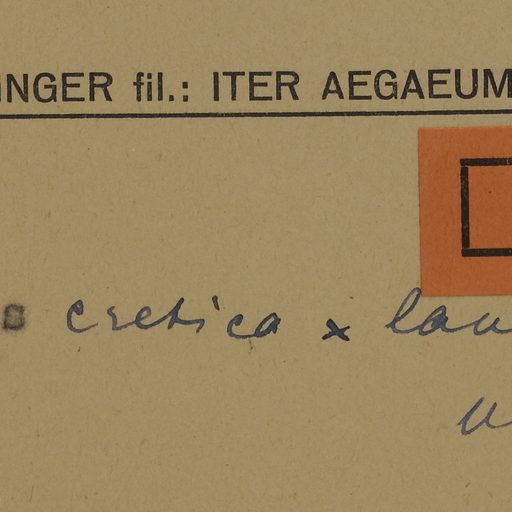 NGER fil.: ITER AEGAEUM
cretica x lau